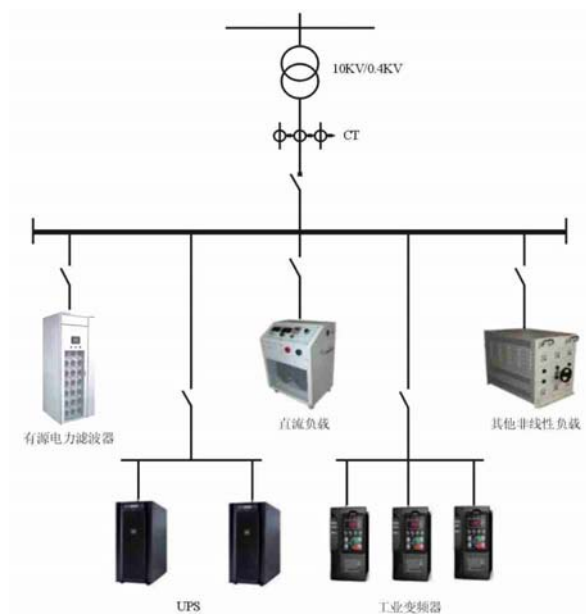 10KV/0.4KV
CT
有源电力滤波器
直流负载
其他非线性负载
UPS
工业变频器